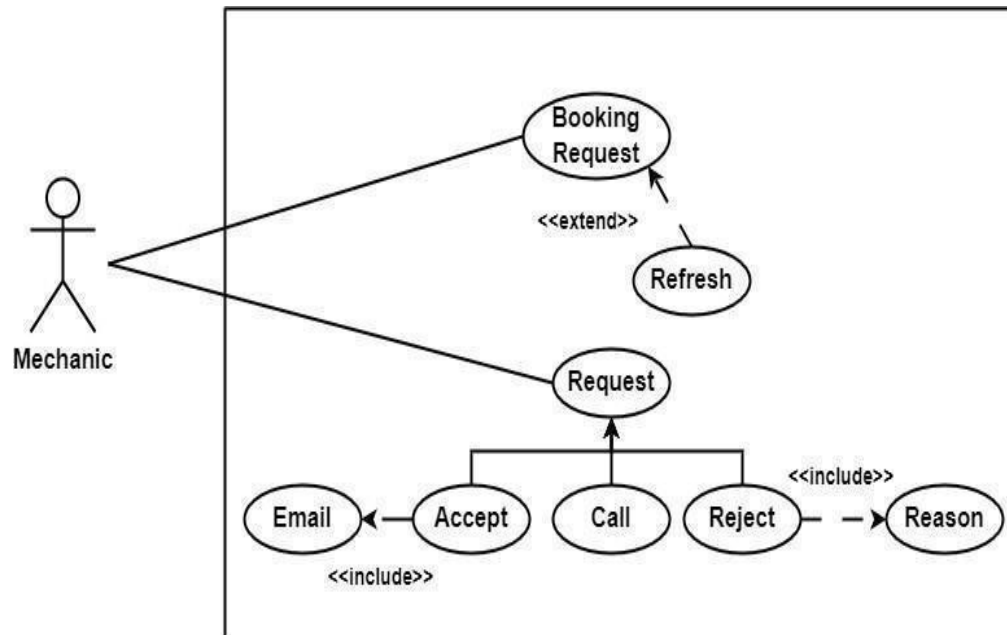 Booking
Request
<<extend>>
Refresh
Mechanic
Request
<<include>>
Email
Accept
Call
Reject
Reason
<<include>>